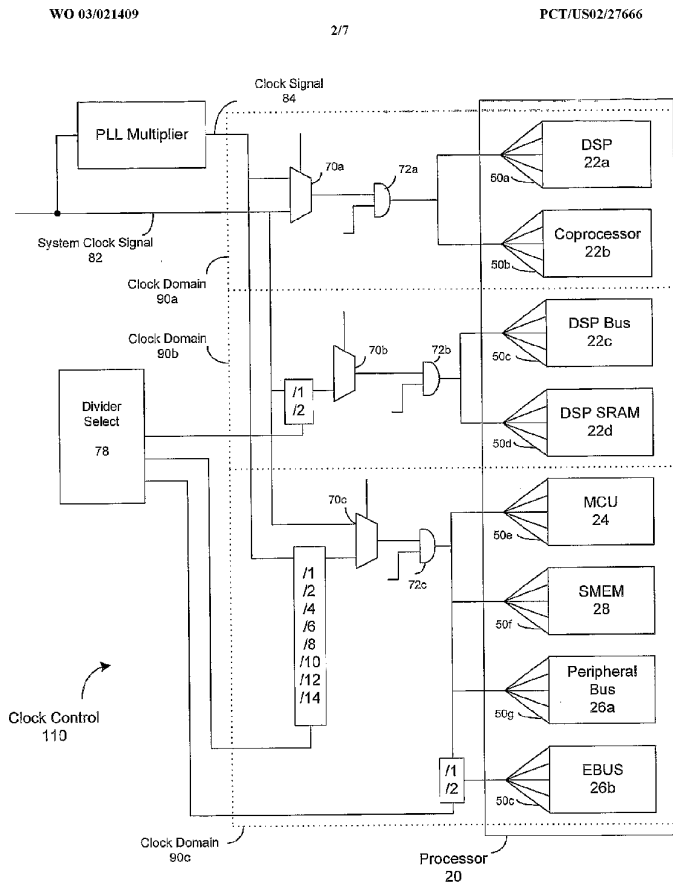 WO 03/021409
PCT/US02/27666
2/7
Clock Signal
84
PLL Multiplier
70a
72a
DSP
22a
50a
System Clock Signal
82
Coprocessor
22b
50b
Clock Domain
90a
Clock Domain
90b
70b
72b
DSP Bus
22c
50c
/1
/2
Divider
Select
78
DSP SRAM
22d
50d
70c
72c
MCU
24
50e
/1
/2
/4
/6
/8
/10
/12
/14
SMEM
28
50f
Clock Control
110
Peripheral
Bus
26a
50g
/1
/2
EBUS
26b
50c
Clock Domain
90c
Processor
20